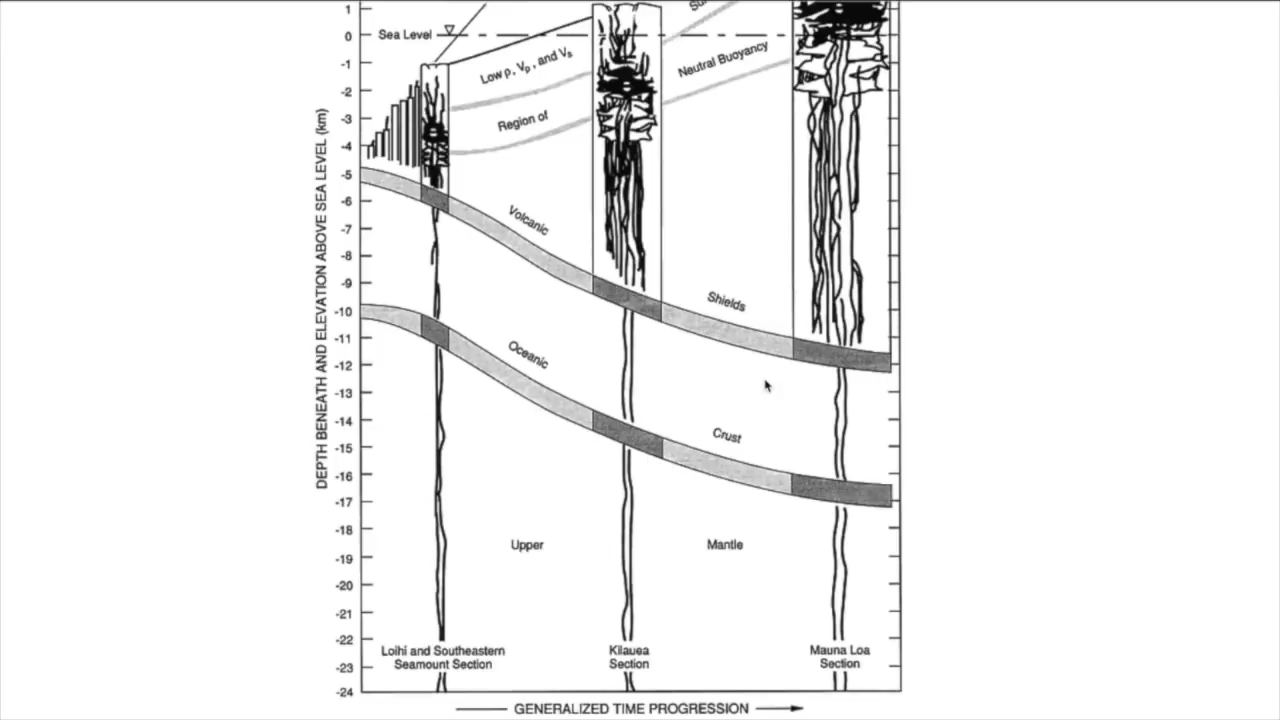 1
0
-1
-2
-3
-4
-5
-6
-7
-8
-9
-10
-11
-12
-13
-14
-15
-16
-17
-18
-19
-20
-21
-22
-23
-24
DEPTH BENEATH AND ELEVATION ABOVE SEA LEVEL (km)
Sea Level
Low ρ, Vp, and Vs
Neutral Buoyancy
Region of
Volcanic
Shields
Oceanic
Crust
Upper
Mantle
Loihi and Southeastern
Seamount Section
Kilauea
Section
Mauna Loa
Section
GENERALIZED TIME PROGRESSION